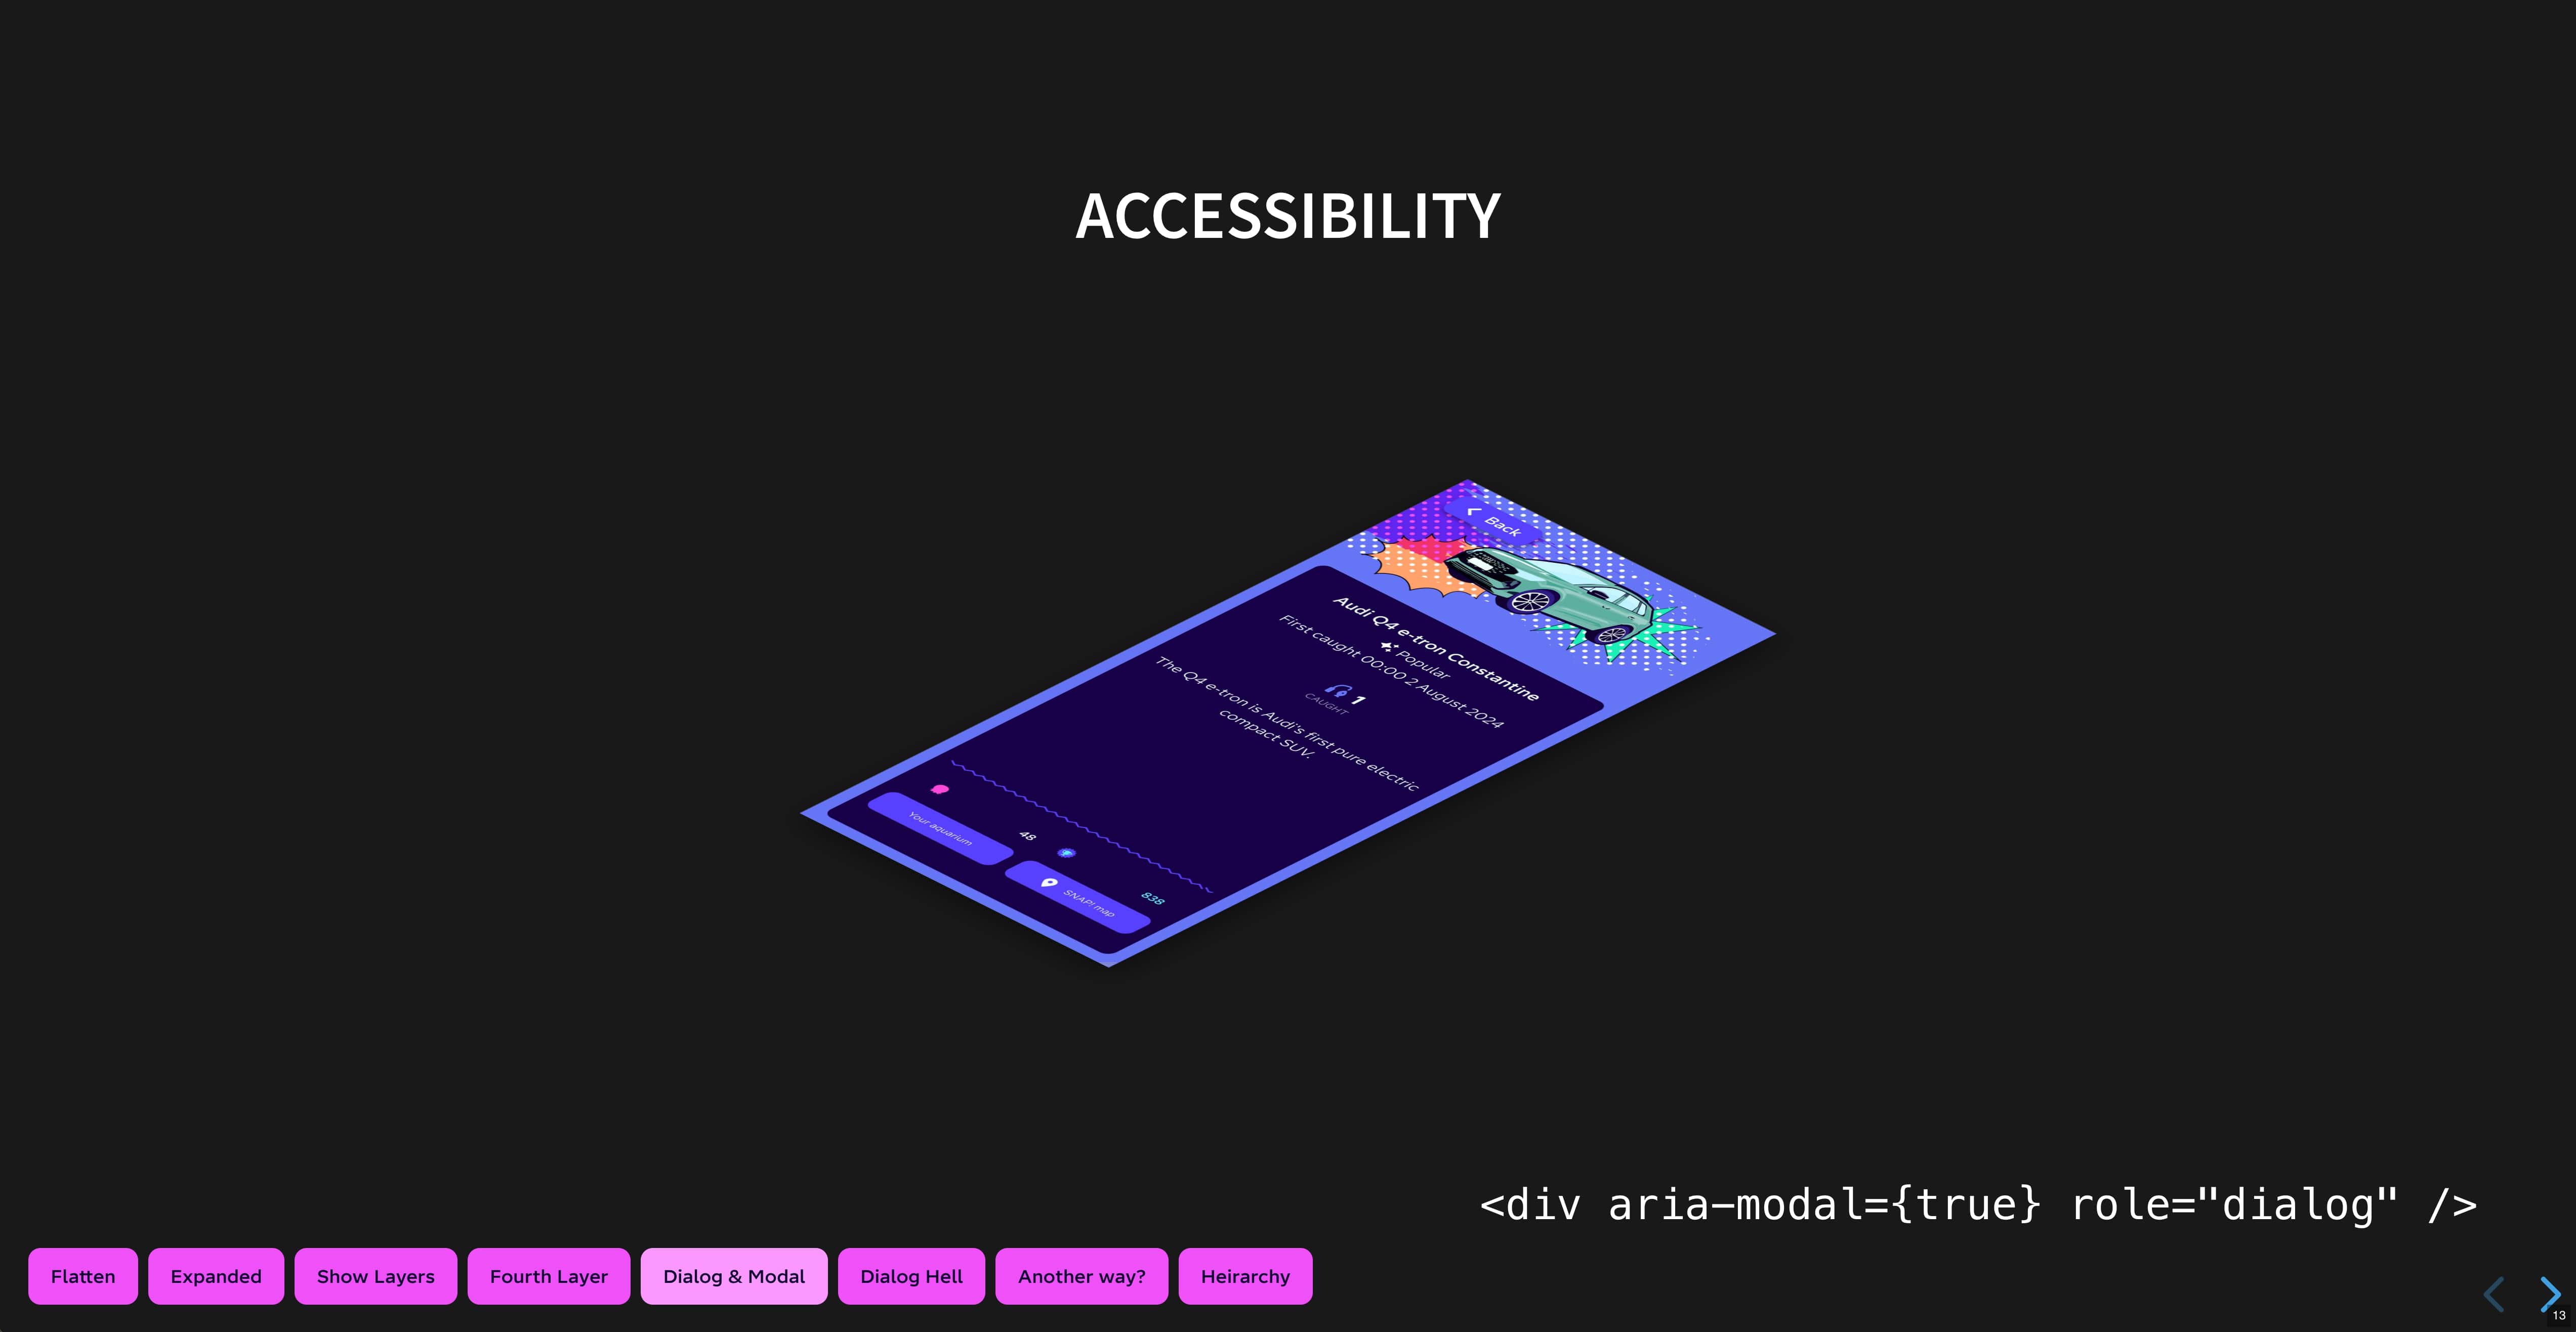 ACCESSIBILITY
Back
Audi Q4 e-tron Constantine
Popular
First caught 00:00 2 August 2024
1
CAUGHT
The Q4 e-tron is Audi's first pure electric
compact SUV.
48
838
Your aquarium
SNAP! map
<div aria-modal={true} role="dialog" />
Flatten
Expanded
Show Layers
Fourth Layer
Dialog & Modal
Dialog Hell
Another way?
Heirarchy
13